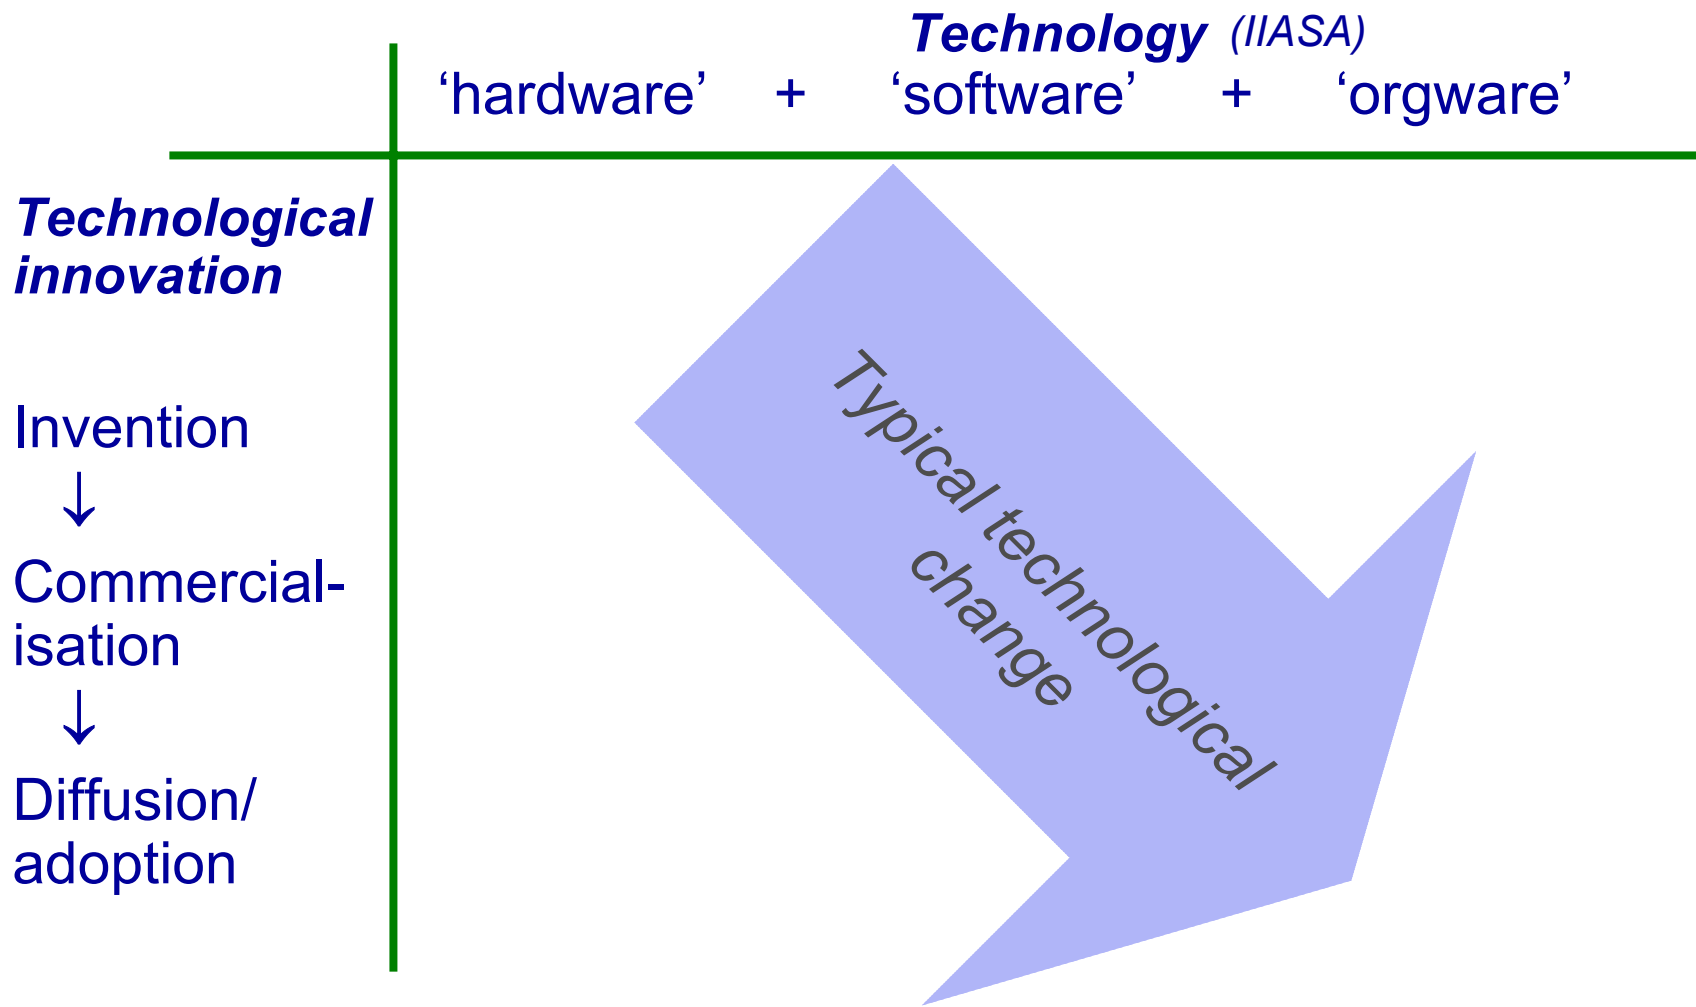 Technology (IIASA)
‘hardware’ + ‘software’ + ‘orgware’
Technological
innovation
Invention
↓
Commercial-
isation
↓
Diffusion/
adoption
Typical technological
change